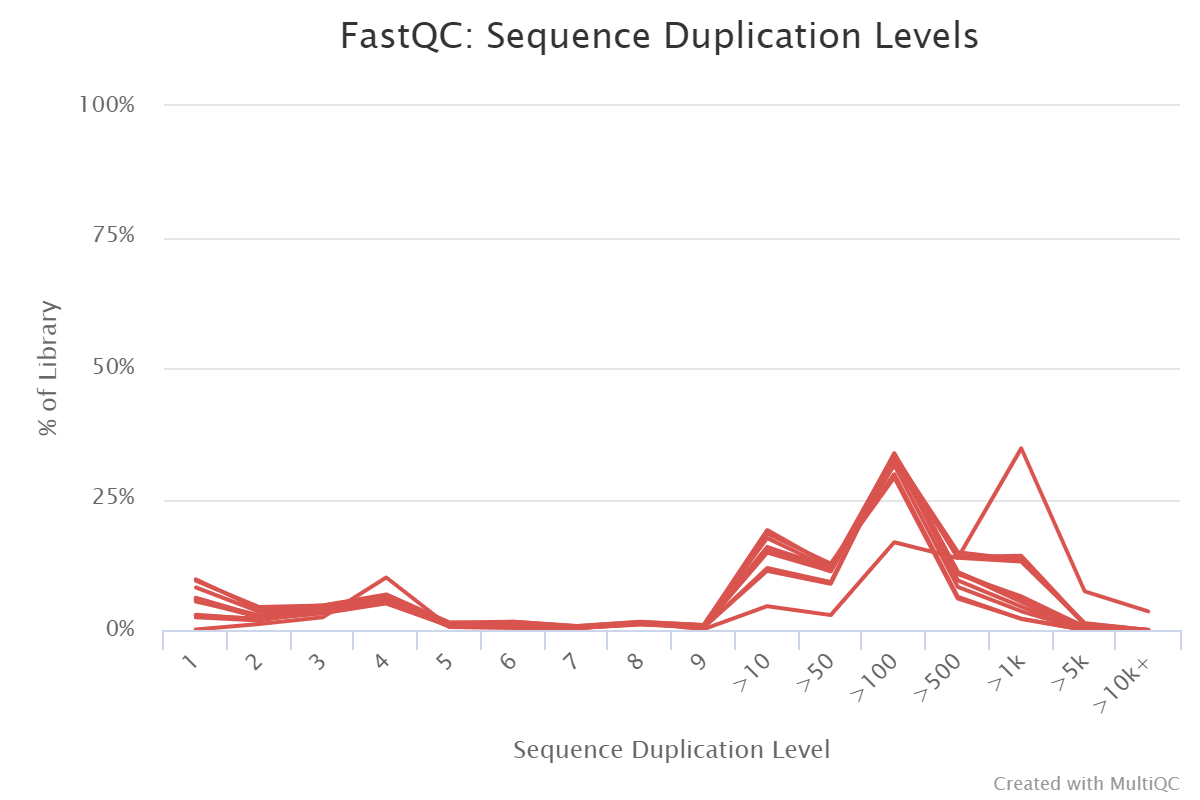 FastQC: Sequence Duplication Levels
100%
75%
50%
25%
0%
% of Library
1
2
3
4
5
6
7
8
9
>10
>50
>100
>500
>1k
>5k
>10k+
Sequence Duplication Level
Created with MultiQC